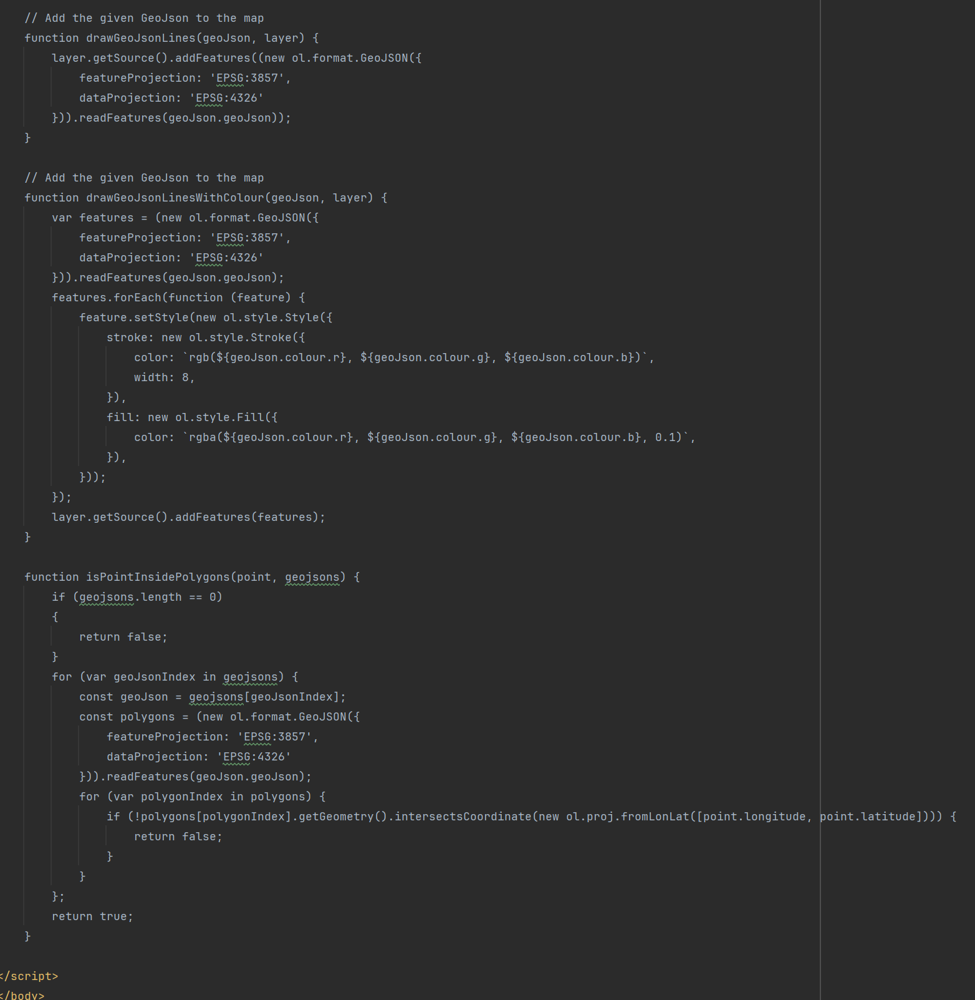 // Add the given GeoJson to the map
function drawGeoJsonLines(geoJson, layer) {
    layer.getSource().addFeatures((new ol.format.GeoJSON({
        featureProjection: 'EPSG:3857',
        dataProjection: 'EPSG:4326'
    })).readFeatures(geoJson.geoJson));
}

// Add the given GeoJson to the map
function drawGeoJsonLinesWithColour(geoJson, layer) {
    var features = (new ol.format.GeoJSON({
        featureProjection: 'EPSG:3857',
        dataProjection: 'EPSG:4326'
    })).readFeatures(geoJson.geoJson);
    features.forEach(function (feature) {
        feature.setStyle(new ol.style.Style({
            stroke: new ol.style.Stroke({
                color: `rgb(${geoJson.colour.r}, ${geoJson.colour.g}, ${geoJson.colour.b})`,
                width: 8,
            }),
            fill: new ol.style.Fill({
                color: `rgba(${geoJson.colour.r}, ${geoJson.colour.g}, ${geoJson.colour.b}, 0.1)`,
            }),
        }));
    });
    layer.getSource().addFeatures(features);
}

function isPointInsidePolygons(point, geojsons) {
    if (geojsons.length == 0)
    {
        return false;
    }
    for (var geoJsonIndex in geojsons) {
        const geoJson = geojsons[geoJsonIndex];
        const polygons = (new ol.format.GeoJSON({
            featureProjection: 'EPSG:3857',
            dataProjection: 'EPSG:4326'
        })).readFeatures(geoJson.geoJson);
        for (var polygonIndex in polygons) {
            if (!polygons[polygonIndex].getGeometry().intersectsCoordinate(new ol.proj.fromLonLat([point.longitude, point.latitude]))) {
                return false;
            }
        }
    };
    return true;
}

</script>
</body>